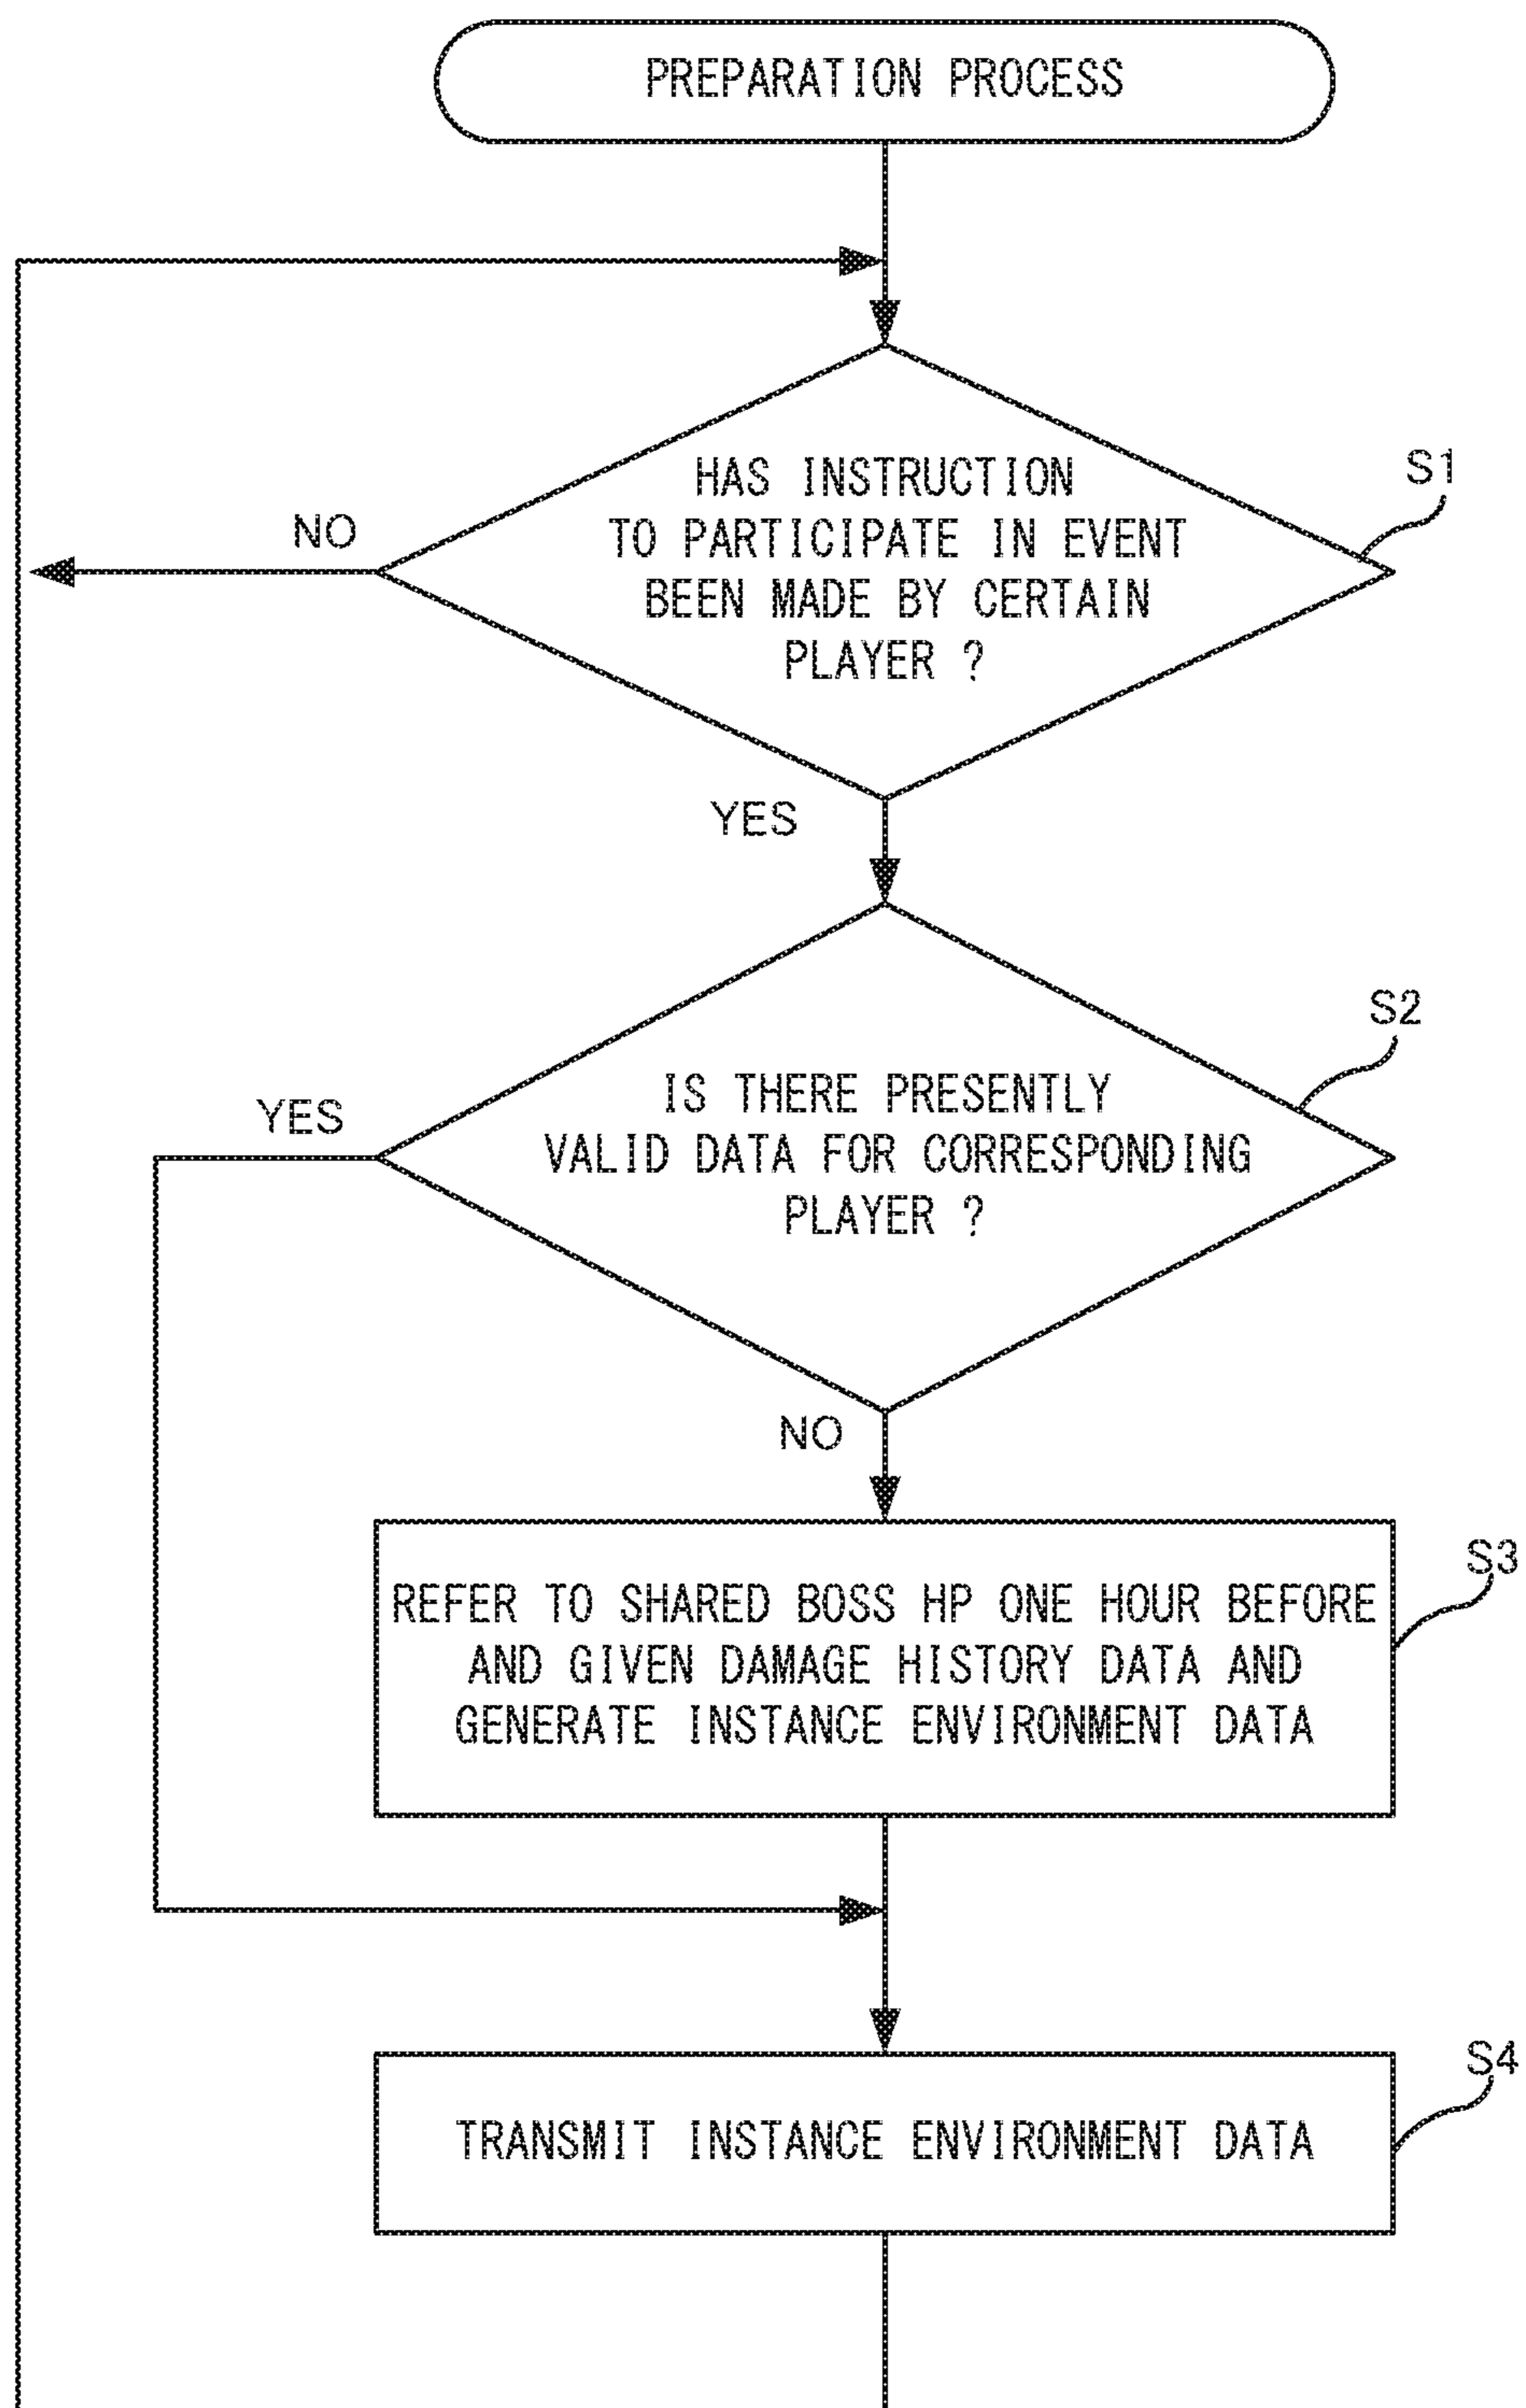 PREPARATION PROCESS
HAS INSTRUCTION
TO PARTICIPATE IN EVENT
BEEN MADE BY CERTAIN
PLAYER ?
S1
NO
YES
IS THERE PRESENTLY
VALID DATA FOR CORRESPONDING
PLAYER ?
S2
YES
NO
REFER TO SHARED BOSS HP ONE HOUR BEFORE
AND GIVEN DAMAGE HISTORY DATA AND
GENERATE INSTANCE ENVIRONMENT DATA
S3
TRANSMIT INSTANCE ENVIRONMENT DATA
S4